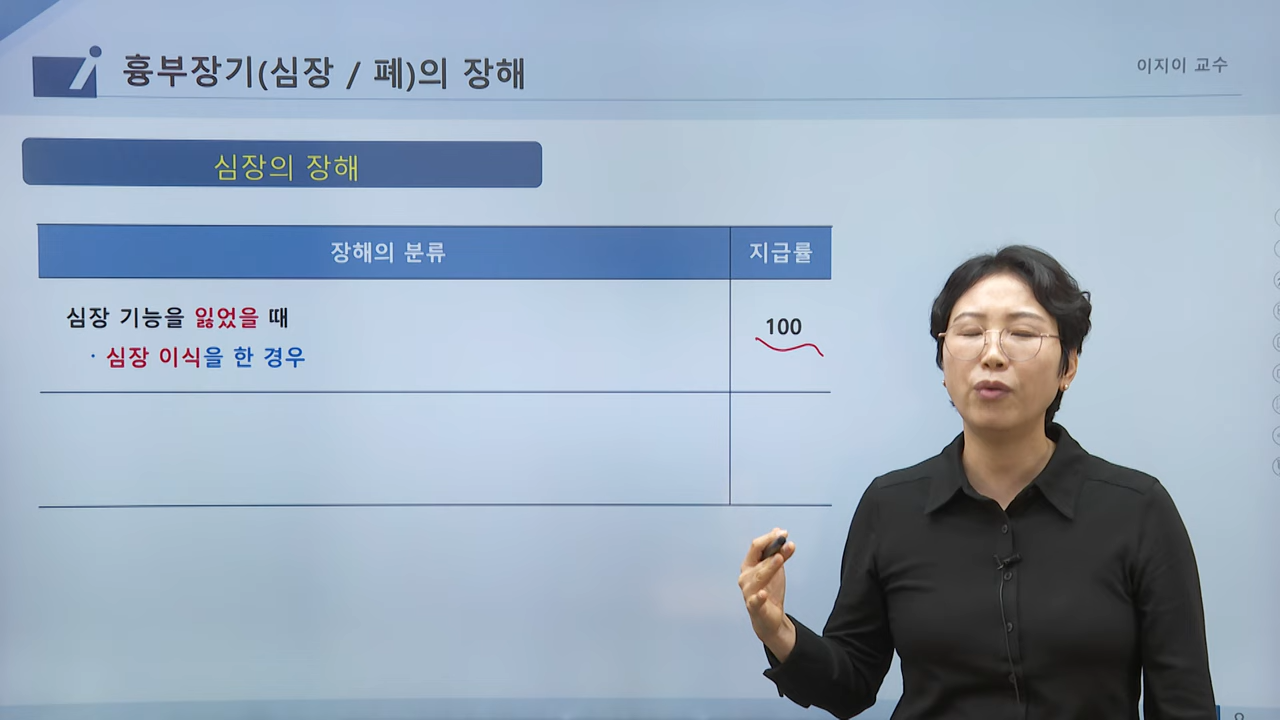 흉부장기(심장 / 폐)의 장해
이지이 교수
심장의 장해
장해의 분류
지급률
심장 기능을 잃었을 때
100
· 심장 이식을 한 경우